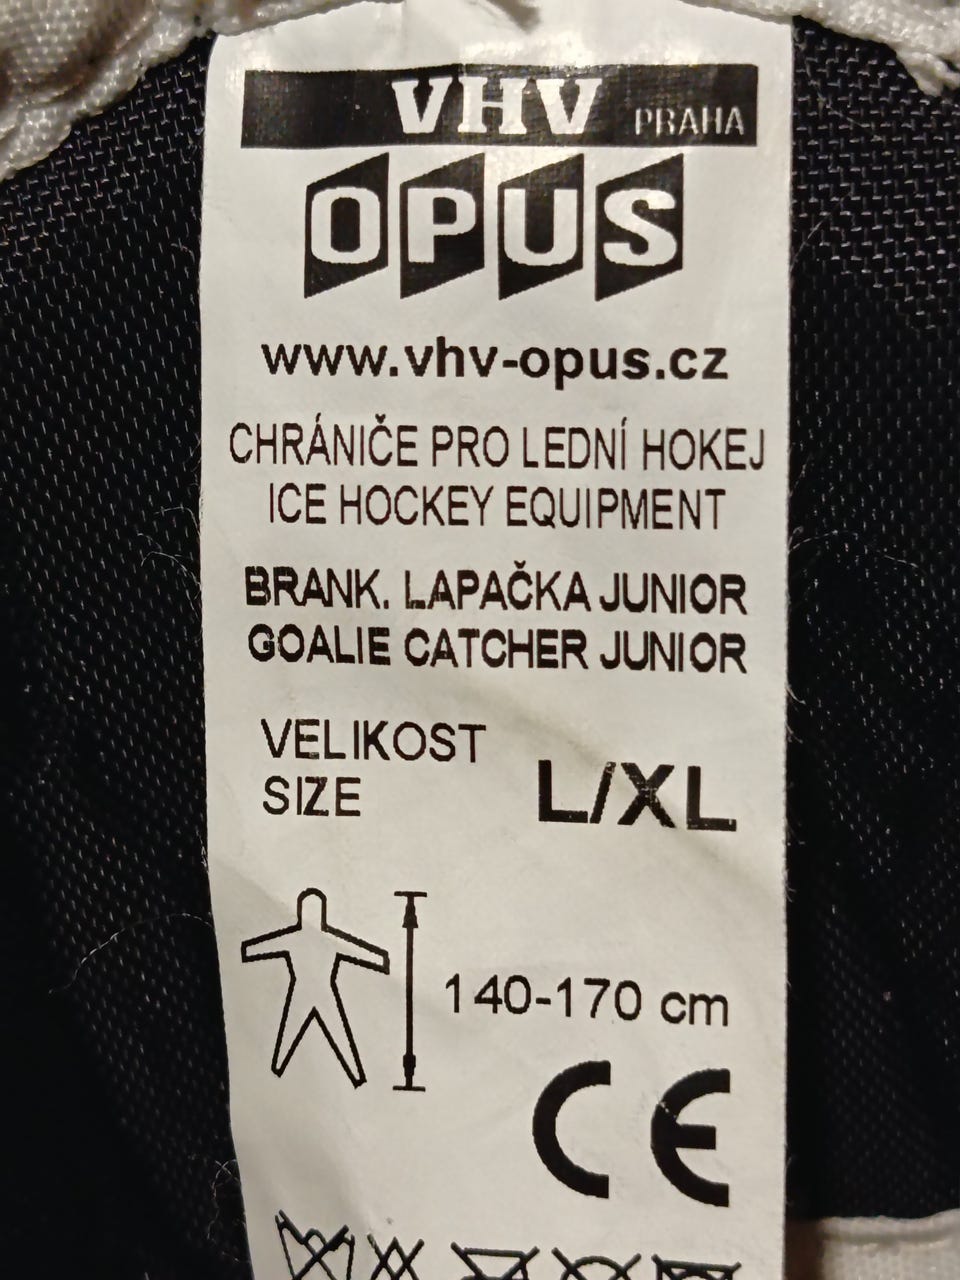 VHV PRAHA
OPUS
www.vhv-opus.cz
CHRÁNIČE PRO LEDNÍ HOKEJ
ICE HOCKEY EQUIPMENT
BRANK. LAPAČKA JUNIOR
GOALIE CATCHER JUNIOR
VELIKOST
SIZE
L/XL
140-170 cm
CE